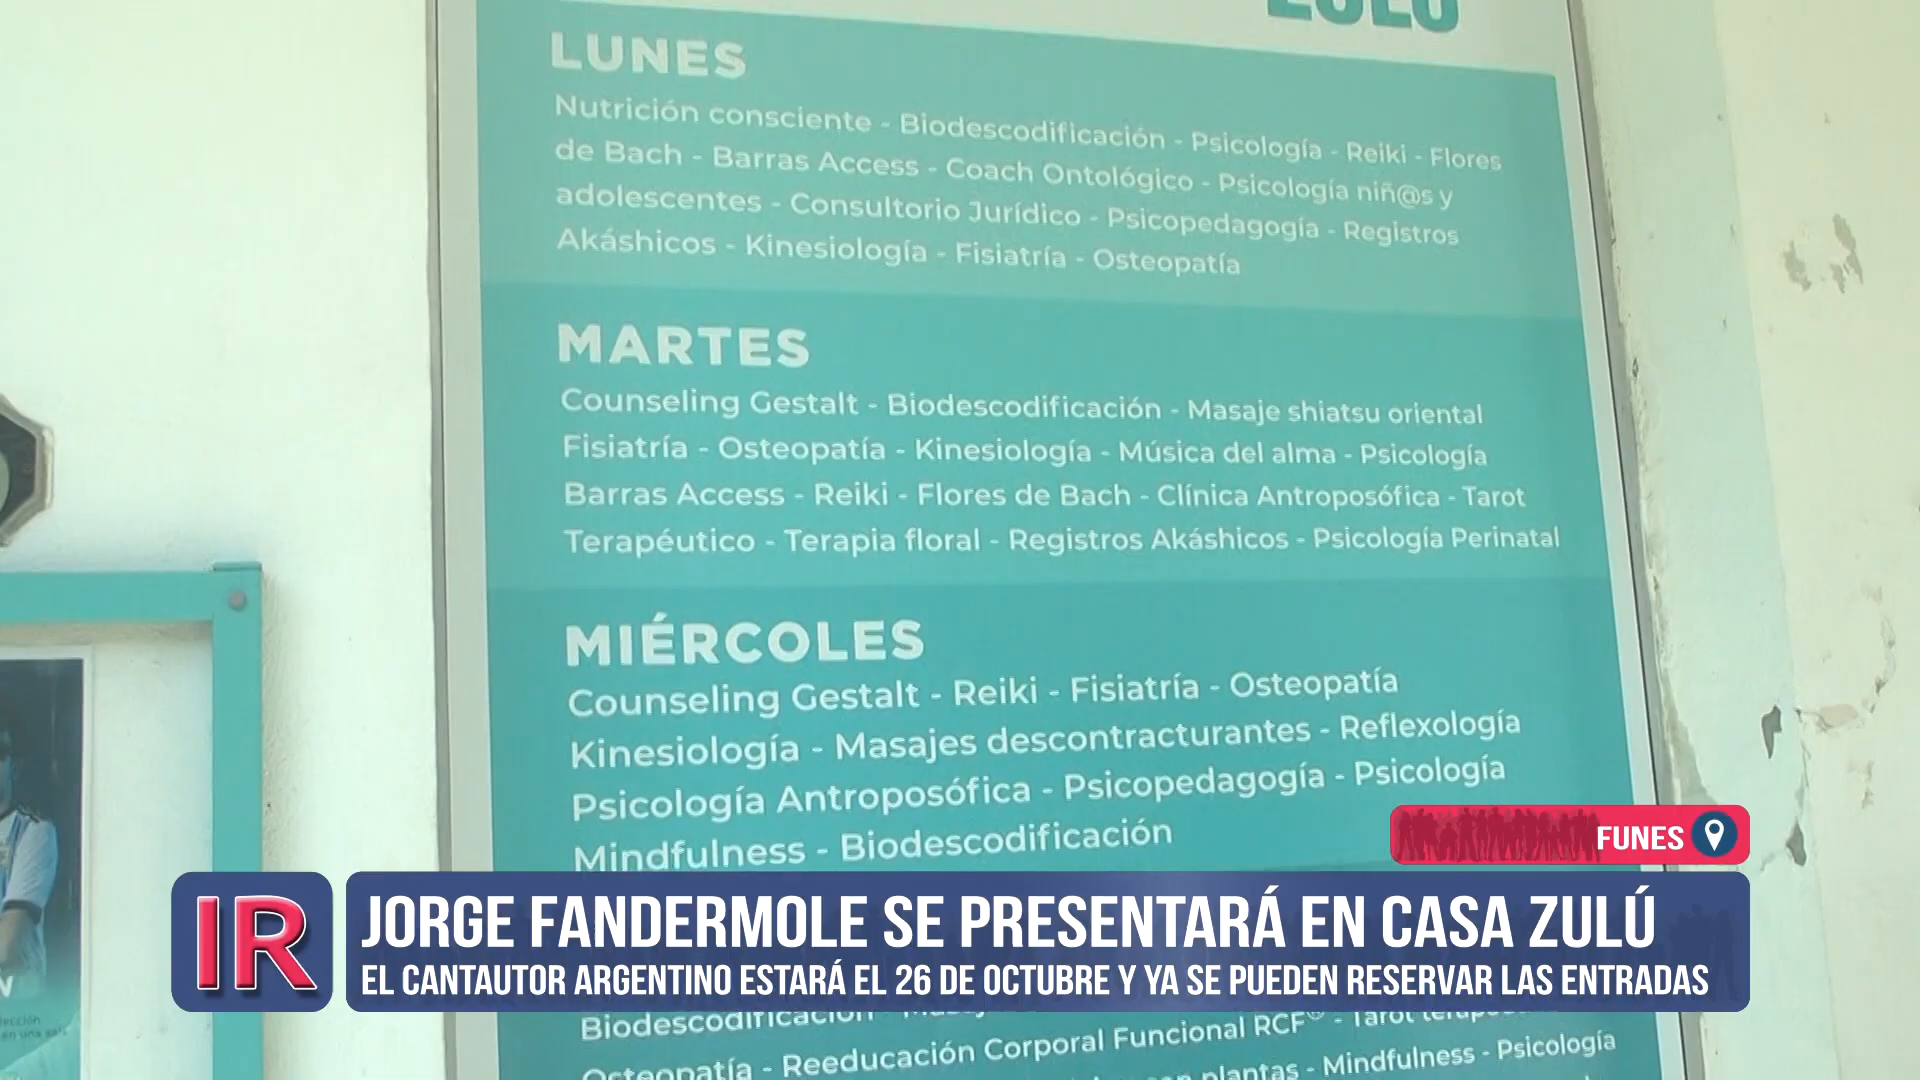 ZULÚ
LUNES
Nutrición consciente - Biodescodificación - Psicología - Reiki - Flores
de Bach - Barras Access - Coach Ontológico - Psicología niñ@s y
adolescentes - Consultorio Jurídico - Psicopedagogía - Registros
Akáshicos - Kinesiología - Fisiatría - Osteopatía
MARTES
Counseling Gestalt - Biodescodificación - Masaje shiatsu oriental
Fisiatría - Osteopatía - Kinesiología - Música del alma - Psicología
Barras Access - Reiki - Flores de Bach - Clínica Antroposófica - Tarot
Terapéutico - Terapia floral - Registros Akáshicos - Psicología Perinatal
MIÉRCOLES
Counseling Gestalt - Reiki - Fisiatría - Osteopatía
Kinesiología - Masajes descontracturantes - Reflexología
Psicología Antroposófica - Psicopedagogía - Psicología
Mindfulness - Biodescodificación
FUNES
IR
JORGE FANDERMOLE SE PRESENTARÁ EN CASA ZULÚ
EL CANTAUTOR ARGENTINO ESTARÁ EL 26 DE OCTUBRE Y YA SE PUEDEN RESERVAR LAS ENTRADAS
Biodescodificación -
Osteopatía - Reeducación Corporal Funcional RCF® - Tarot
plantas - Mindfulness - Psicología